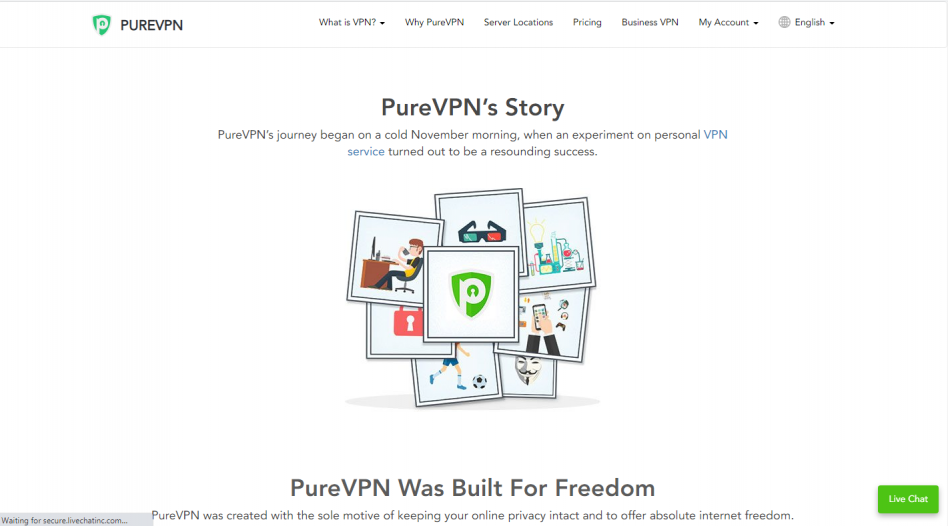 PUREVPN
What is VPN?
Why PureVPN
Server Locations
Pricing
Business VPN
My Account
English
PureVPN's Story
PureVPN's journey began on a cold November morning, when an experiment on personal VPN
service turned out to be a resounding success.
PureVPN Was Built For Freedom
Live Chat
Waiting for secure.livechatinc.com...
PureVPN was created with the sole motive of keeping your online privacy intact and to offer absolute internet freedom.